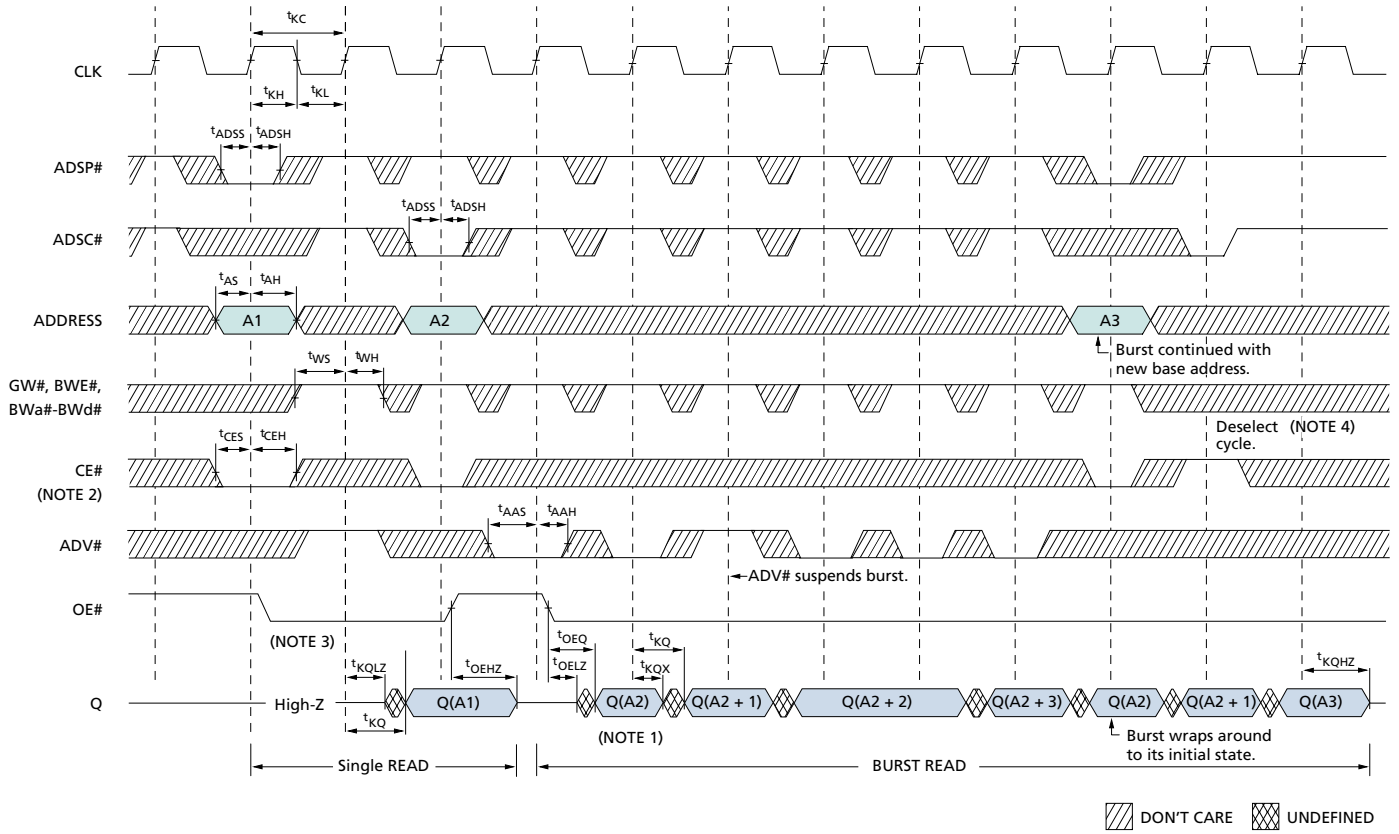 tKC
CLK
tKH tKL
tADSS tADSH
ADSP#
tADSS tADSH
ADSC#
tAS tAH
ADDRESS A1 A2 A3
Burst continued with
new base address.
tWS tWH
GW#, BWE#,
BWa#-BWd#
Deselect (NOTE 4)
cycle.
tCES tCEH
CE#
(NOTE 2)
tAAS tAAH
ADV#
ADV# suspends burst.
OE#
(NOTE 3)
tKQLZ tOEHZ tOEQ tOELZ tKQ tKQX tKQHZ
Q High-Z Q(A1) Q(A2) Q(A2 + 1) Q(A2 + 2) Q(A2 + 3) Q(A2) Q(A2 + 1) Q(A3)
tKQ
(NOTE 1)
Burst wraps around
to its initial state.
Single READ BURST READ
DON'T CARE UNDEFINED